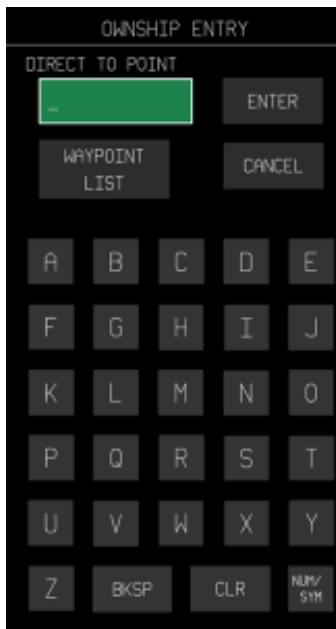 OWNSHIP ENTRY
DIRECT TO POINT
_ ENTER
WAYPOINT
LIST
CANCEL
A B C D E
F G H I J
K L M N O
P Q R S T
U V W X Y
Z BKSP CLR NUM/
SYM